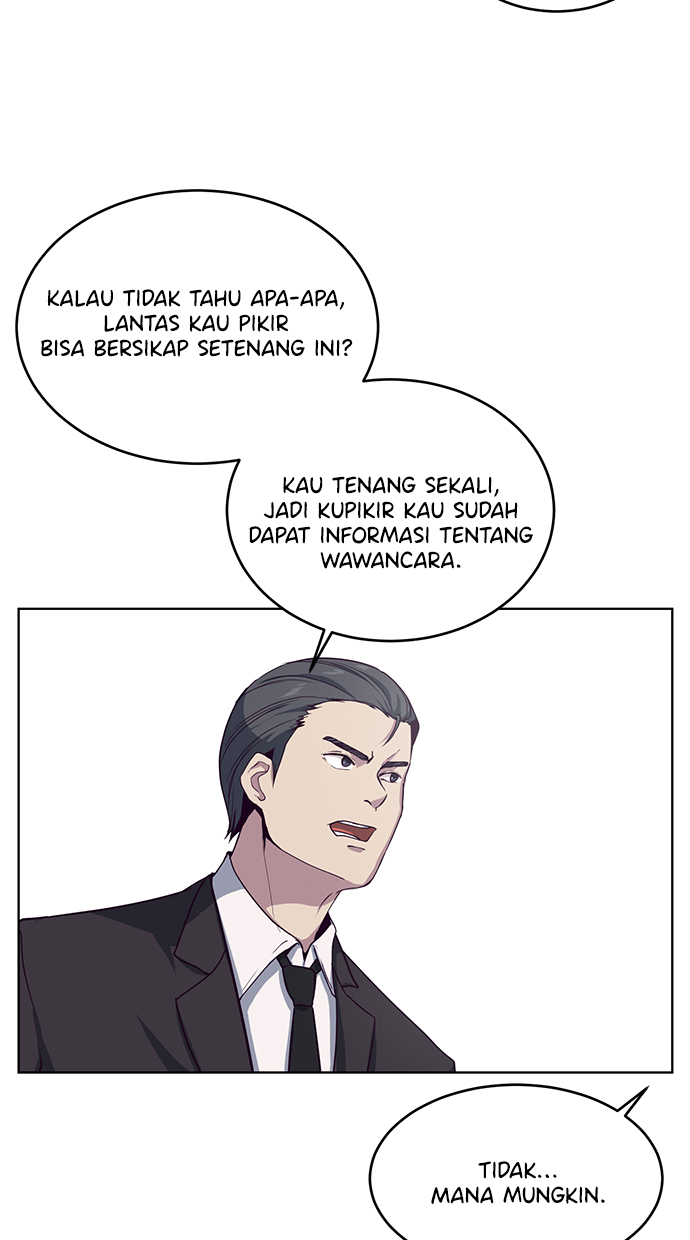 KALAU TIDAK TAHU APA-APA,
LANTAS KAU PIKIR
BISA BERSIKAP SETENANG INI?
KAU TENANG SEKALI,
JADI KUPIKIR KAU SUDAH
DAPAT INFORMASI TENTANG
WAWANCARA.
TIDAK...
MANA MUNGKIN.